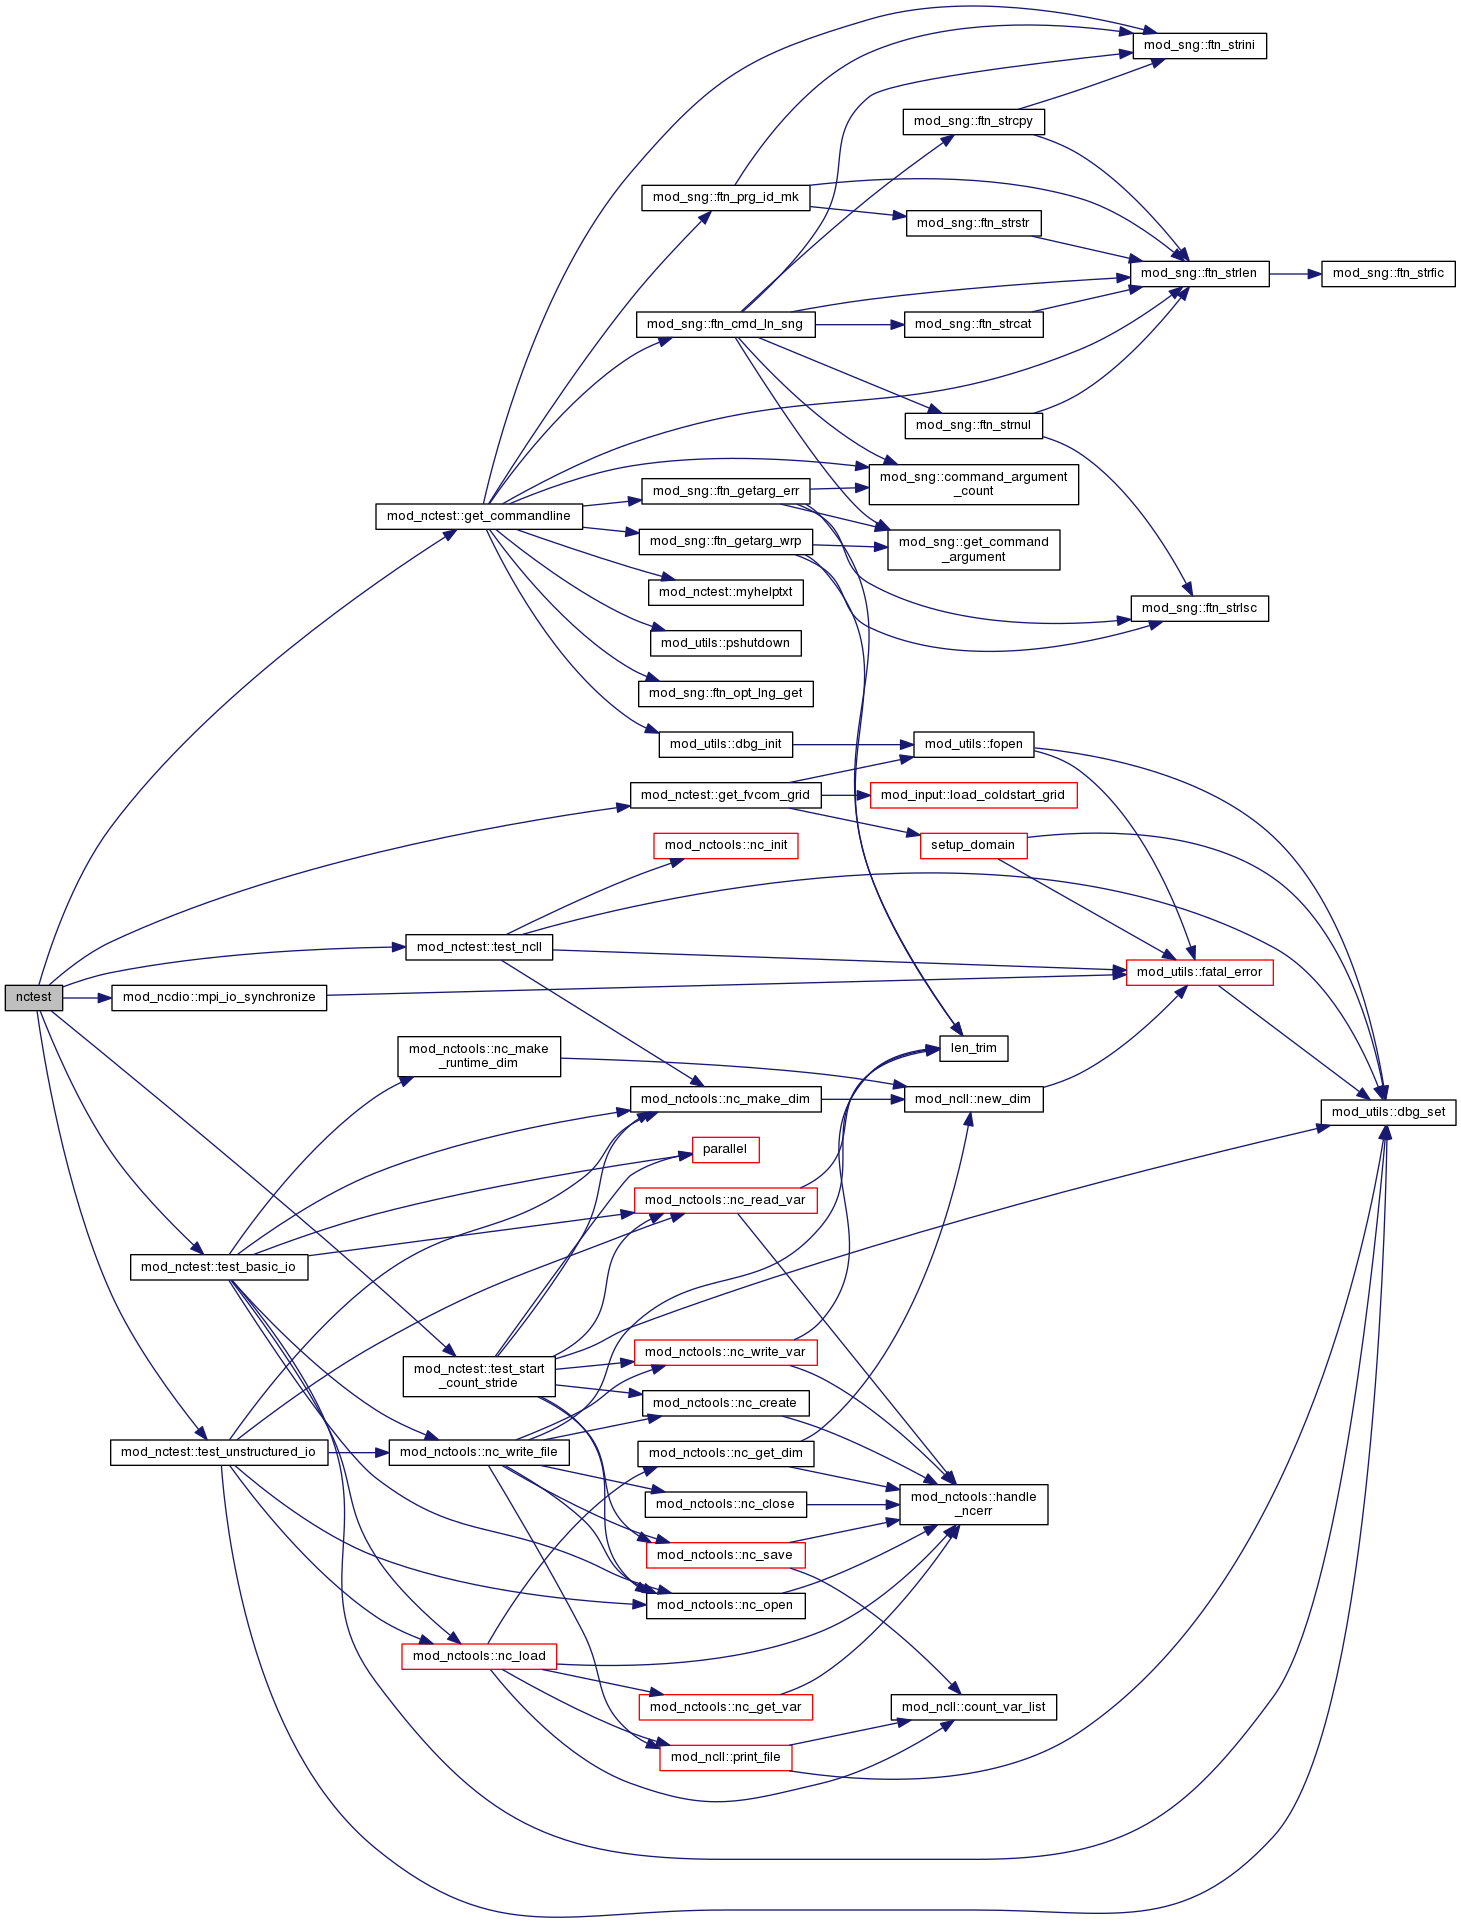 mod_sng::ftn_strini
mod_sng::ftn_strcpy
mod_sng::ftn_prg_id_mk
mod_sng::ftn_strstr
mod_sng::ftn_strlen
mod_sng::ftn_strfic
mod_sng::ftn_cmd_ln_sng
mod_sng::ftn_strcat
mod_sng::ftn_strnul
mod_sng::command_argument
_count
mod_sng::ftn_getarg_err
mod_nctest::get_commandline
mod_sng::ftn_getarg_wrp
mod_sng::get_command
_argument
mod_nctest::myhelptxt
mod_sng::ftn_strlsc
mod_utils::pshutdown
mod_sng::ftn_opt_lng_get
mod_utils::dbg_init
mod_utils::fopen
mod_nctest::get_fvcom_grid
mod_input::load_coldstart_grid
mod_nctools::nc_init
setup_domain
mod_nctest::test_ncll
mod_utils::fatal_error
nctest
mod_ncdio::mpi_io_synchronize
mod_nctools::nc_make
_runtime_dim
len_trim
mod_nctools::nc_make_dim
mod_ncll::new_dim
mod_utils::dbg_set
parallel
mod_nctools::nc_read_var
mod_nctest::test_basic_io
mod_nctools::nc_write_var
mod_nctest::test_start
_count_stride
mod_nctools::nc_create
mod_nctest::test_unstructured_io
mod_nctools::nc_write_file
mod_nctools::nc_get_dim
mod_nctools::nc_close
mod_nctools::handle
_ncerr
mod_nctools::nc_save
mod_nctools::nc_open
mod_nctools::nc_load
mod_nctools::nc_get_var
mod_ncll::count_var_list
mod_ncll::print_file